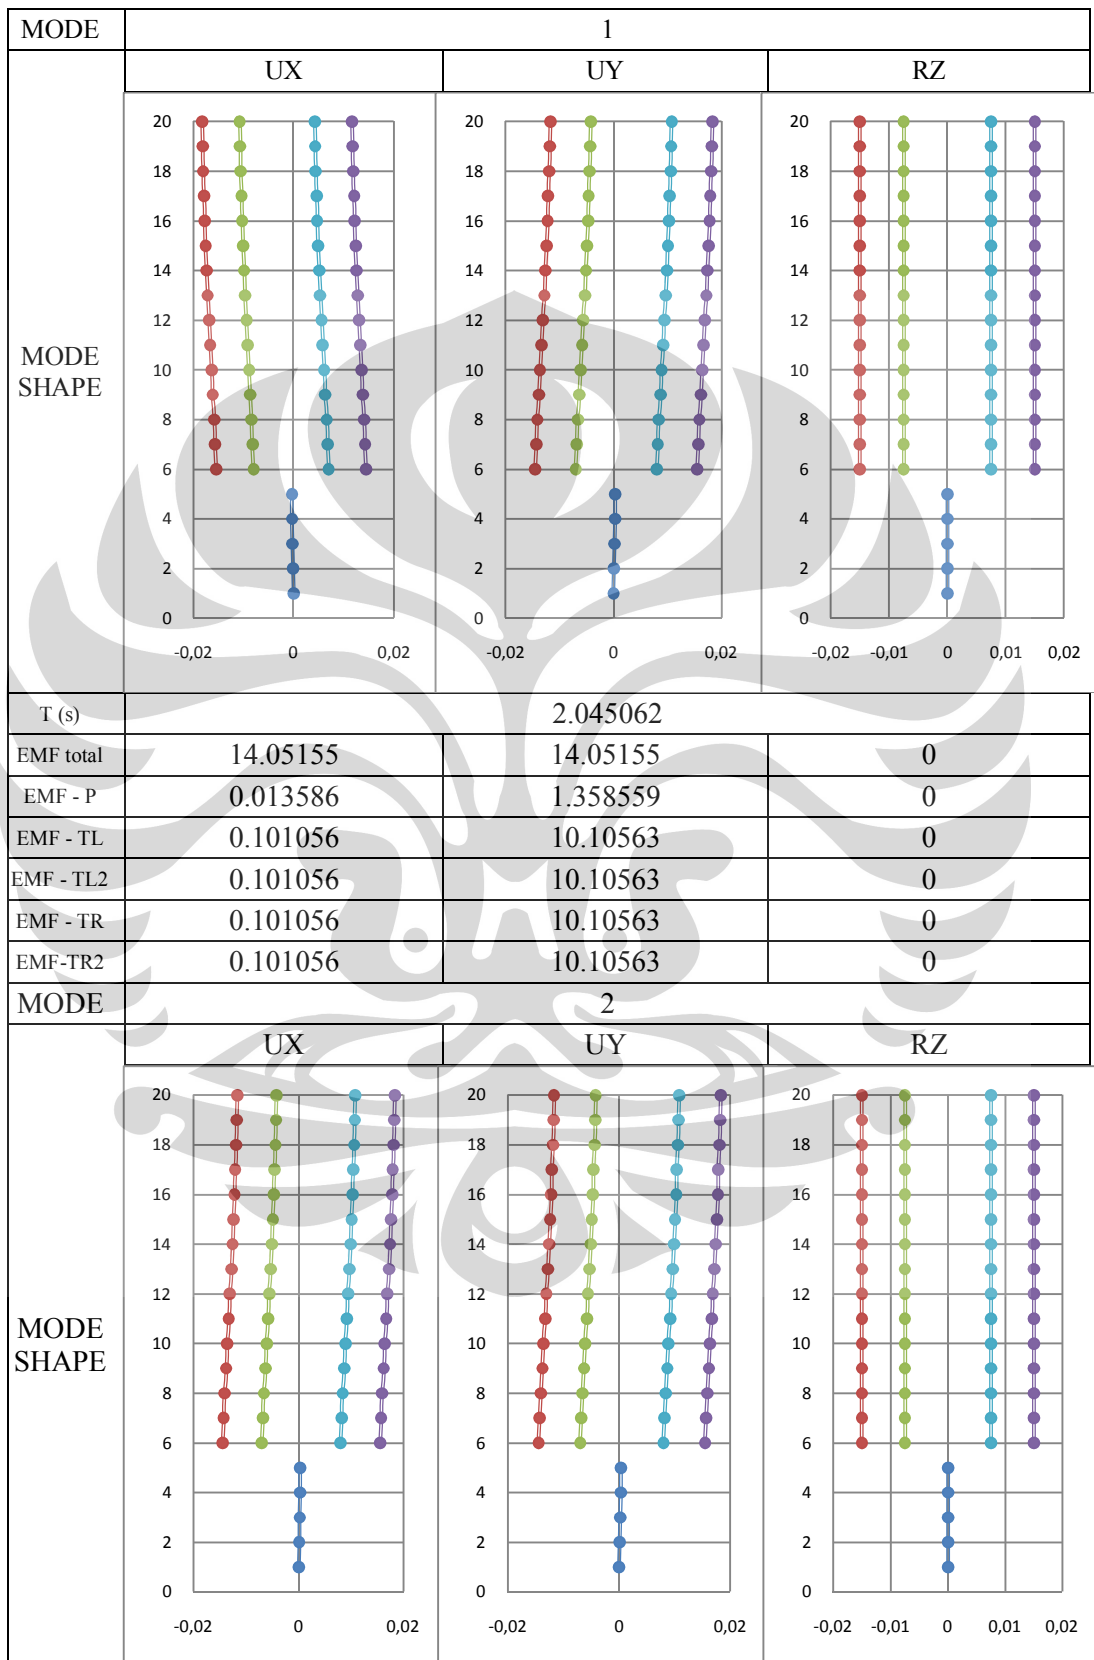 MODE 1
UX UY RZ
MODE SHAPE
20 20 20
18 18 18
16 16 16
14 14 14
12 12 12
10 10 10
8 8 8
6 6 6
4 4 4
2 2 2
0 0 0
-0,02 0 0,02 -0,02 0 0,02 -0,02 -0,01 0 0,01 0,02
T (s) 2.045062
EMF total 14.05155 14.05155 0
EMF - P 0.013586 1.358559 0
EMF - TL 0.101056 10.10563 0
EMF - TL2 0.101056 10.10563 0
EMF - TR 0.101056 10.10563 0
EMF-TR2 0.101056 10.10563 0
MODE 2
UX UY RZ
MODE SHAPE
20 20 20
18 18 18
16 16 16
14 14 14
12 12 12
10 10 10
8 8 8
6 6 6
4 4 4
2 2 2
0 0 0
-0,02 0 0,02 -0,02 0 0,02 -0,02 -0,01 0 0,01 0,02